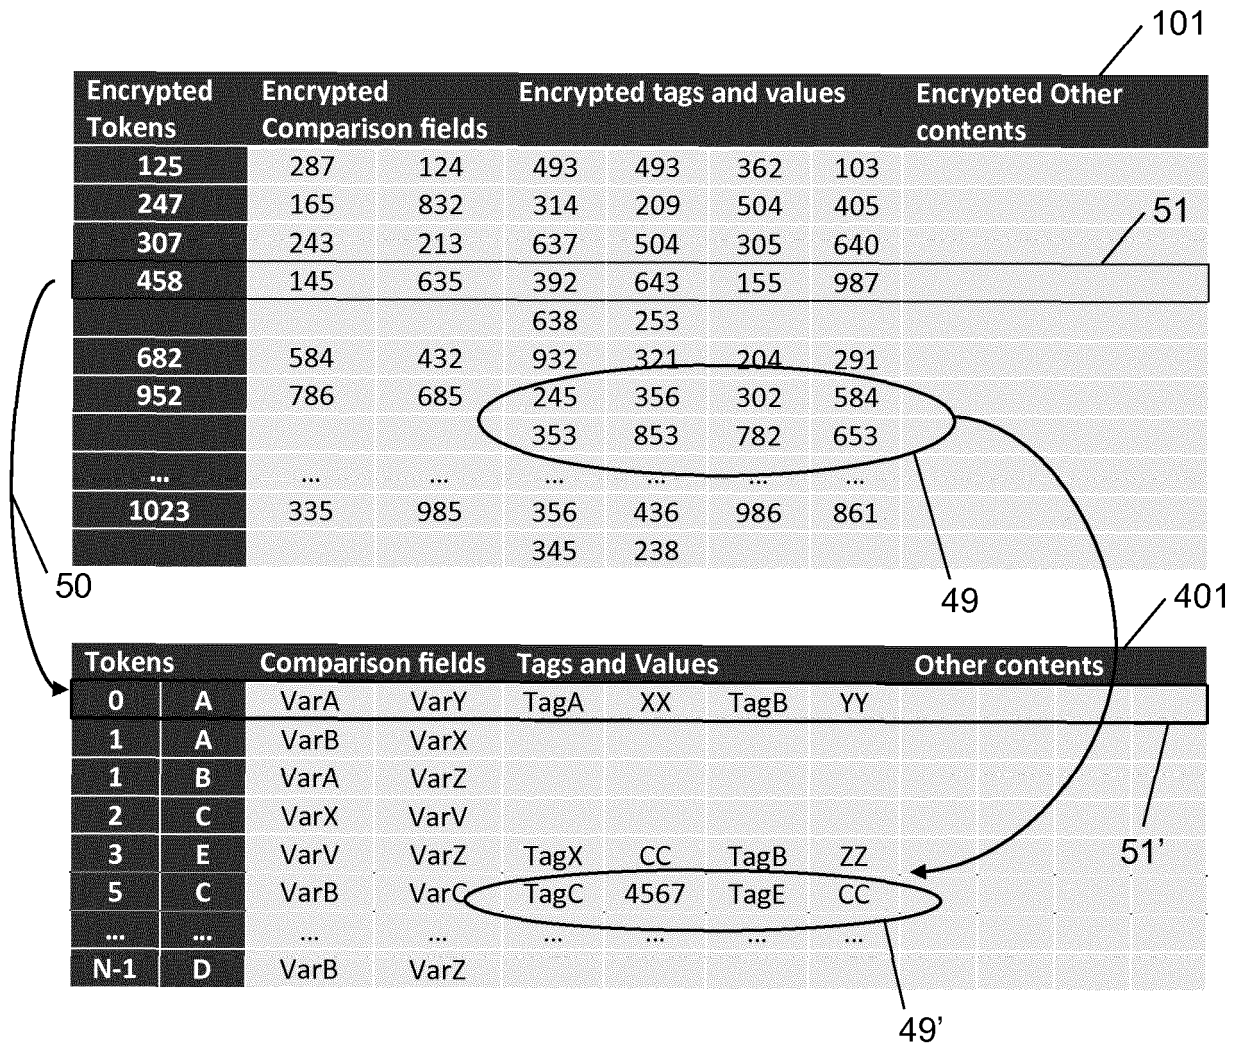 101
Encrypted Encrypted Encrypted tags and values Encrypted Other
Tokens Comparison fields contents
125 287 124 493 493 362 103
247 165 832 314 209 504 405
51
307 243 213 637 504 305 640
458 145 635 392 643 155 987
638 253
682 584 432 932 321 204 291
952 786 685 245 356 302 584
353 853 782 653
... ... ... ... ... ... ...
1023 335 985 356 436 986 861
345 238
50
49
401
Tokens Comparison fields Tags and Values Other contents
0 A VarA VarY TagA XX TagB YY
1 A VarB VarX
1 B VarA VarZ
2 C VarX VarV
3 E VarV VarZ TagX CC TagB ZZ
51’
5 C VarB VarC TagC 4567 TagE CC
... ... ... ... ... ... ... ...
N-1 D VarB VarZ
49’